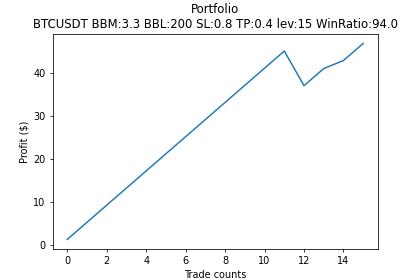 Portfolio
BTCUSDT BBM:3.3 BBL:200 SL:0.8 TP:0.4 lev:15 WinRatio:94.0
Profit ($)
40
30
20
10
0
0 2 4 6 8 10 12 14
Trade counts